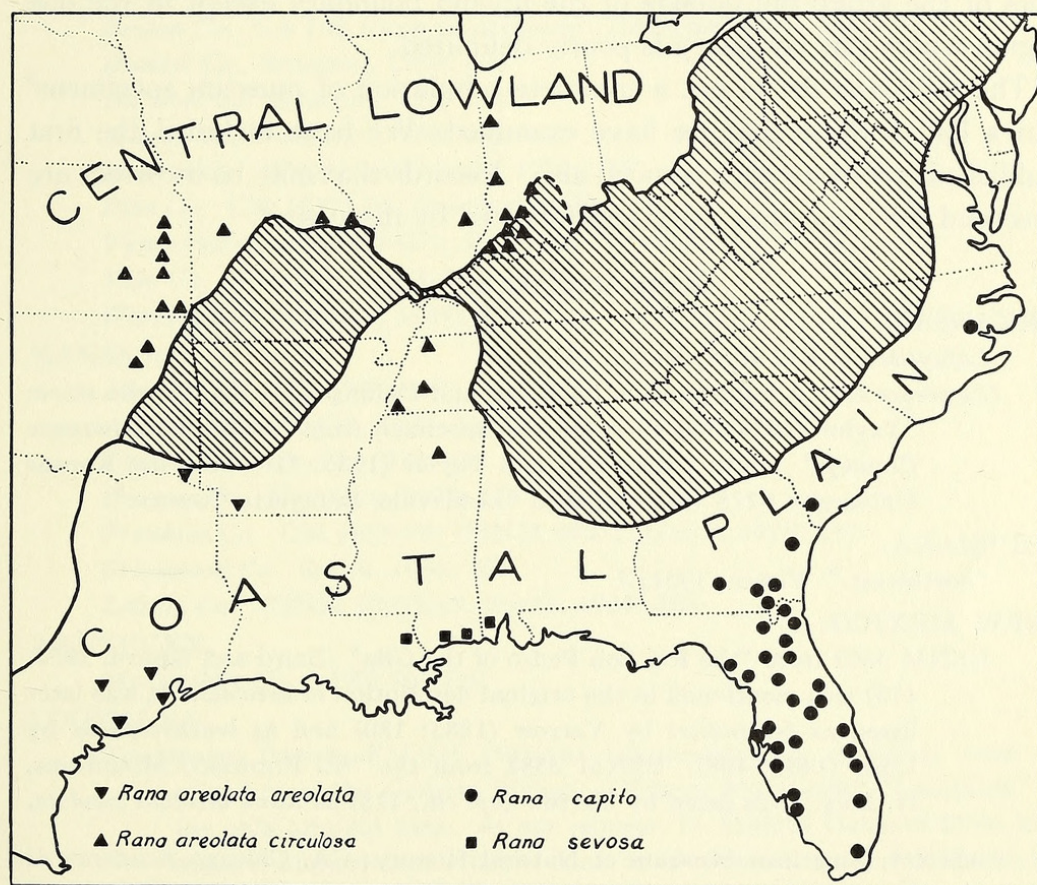 CENTRAL LOWLAND
COASTAL PLAIN
Rana areolata areolata
Rana capito
Rana areolata circulosa
Rana sevosa